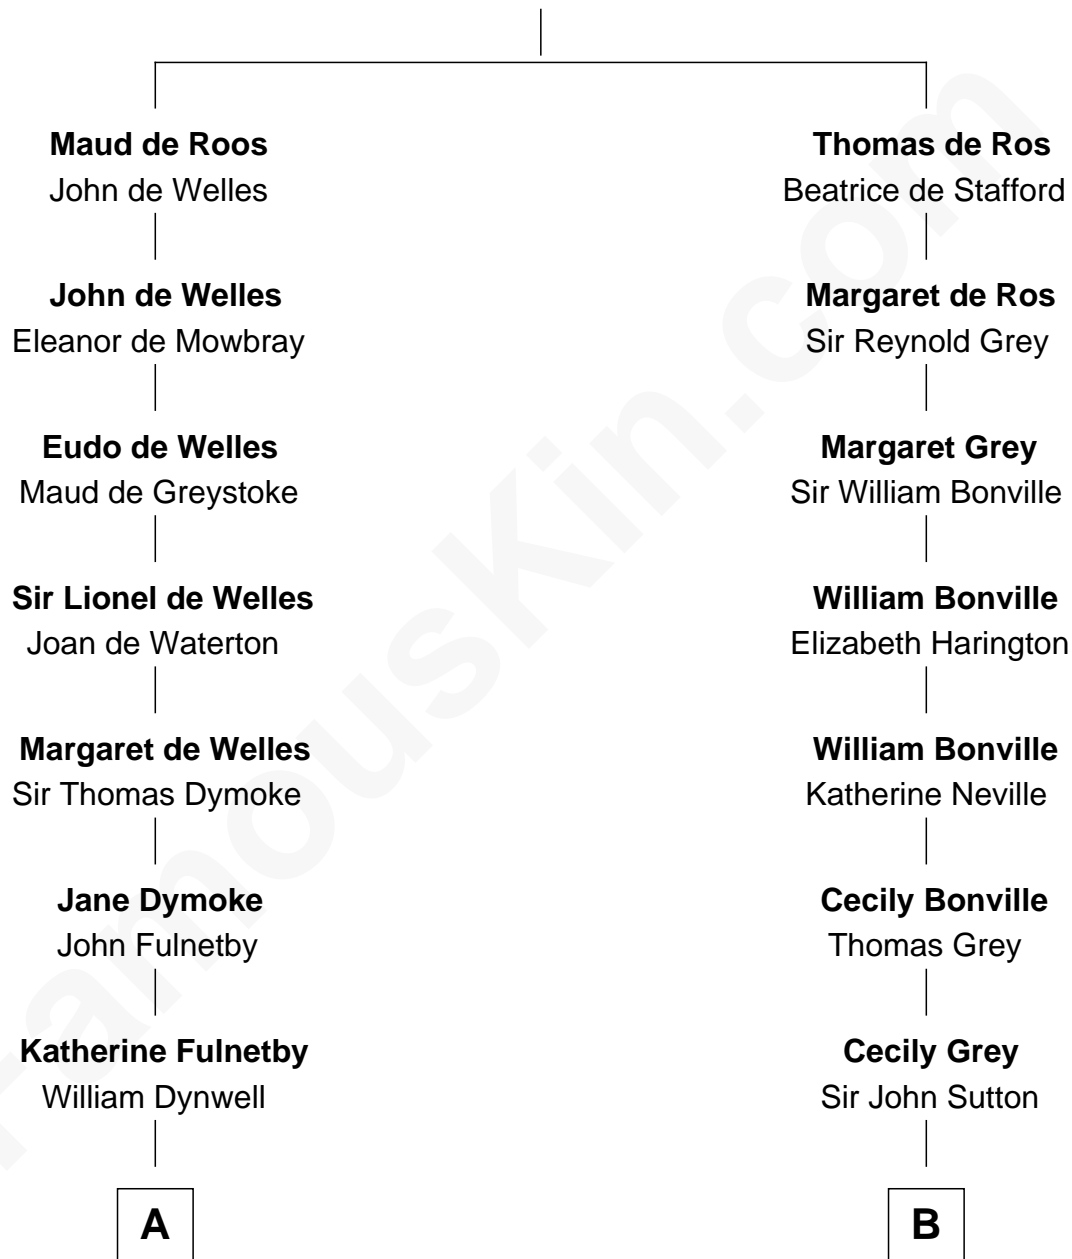 Maud de Roos
John de Welles
Thomas de Ros
Beatrice de Stafford
John de Welles
Eleanor de Mowbray
Margaret de Ros
Sir Reynold Grey
Eudo de Welles
Maud de Greystoke
Margaret Grey
Sir William Bonville
Sir Lionel de Welles
Joan de Waterton
William Bonville
Elizabeth Harington
Margaret de Welles
Sir Thomas Dymoke
William Bonville
Katherine Neville
Jane Dymoke
John Fulnetby
Cecily Bonville
Thomas Grey
Katherine Fulnetby
William Dynwell
Cecily Grey
Sir John Sutton
A
B
FamousKin.com